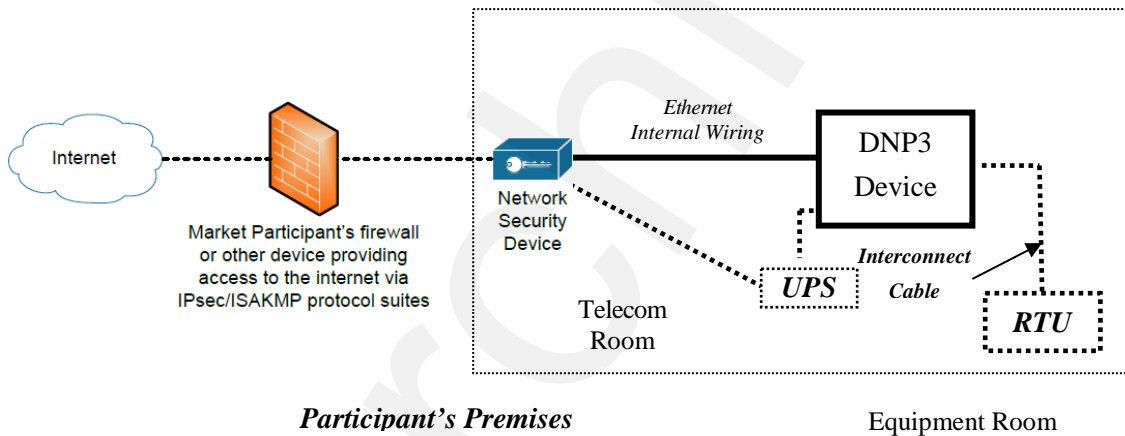 Internet
Market Participant's firewall
or other device providing
access to the internet via
IPsec/ISAKMP protocol suites
Network
Security
Device
Ethernet
Internal Wiring
DNP3
Device
UPS
Interconnect
Cable
RTU
Telecom
Room
Participant's Premises
Equipment Room